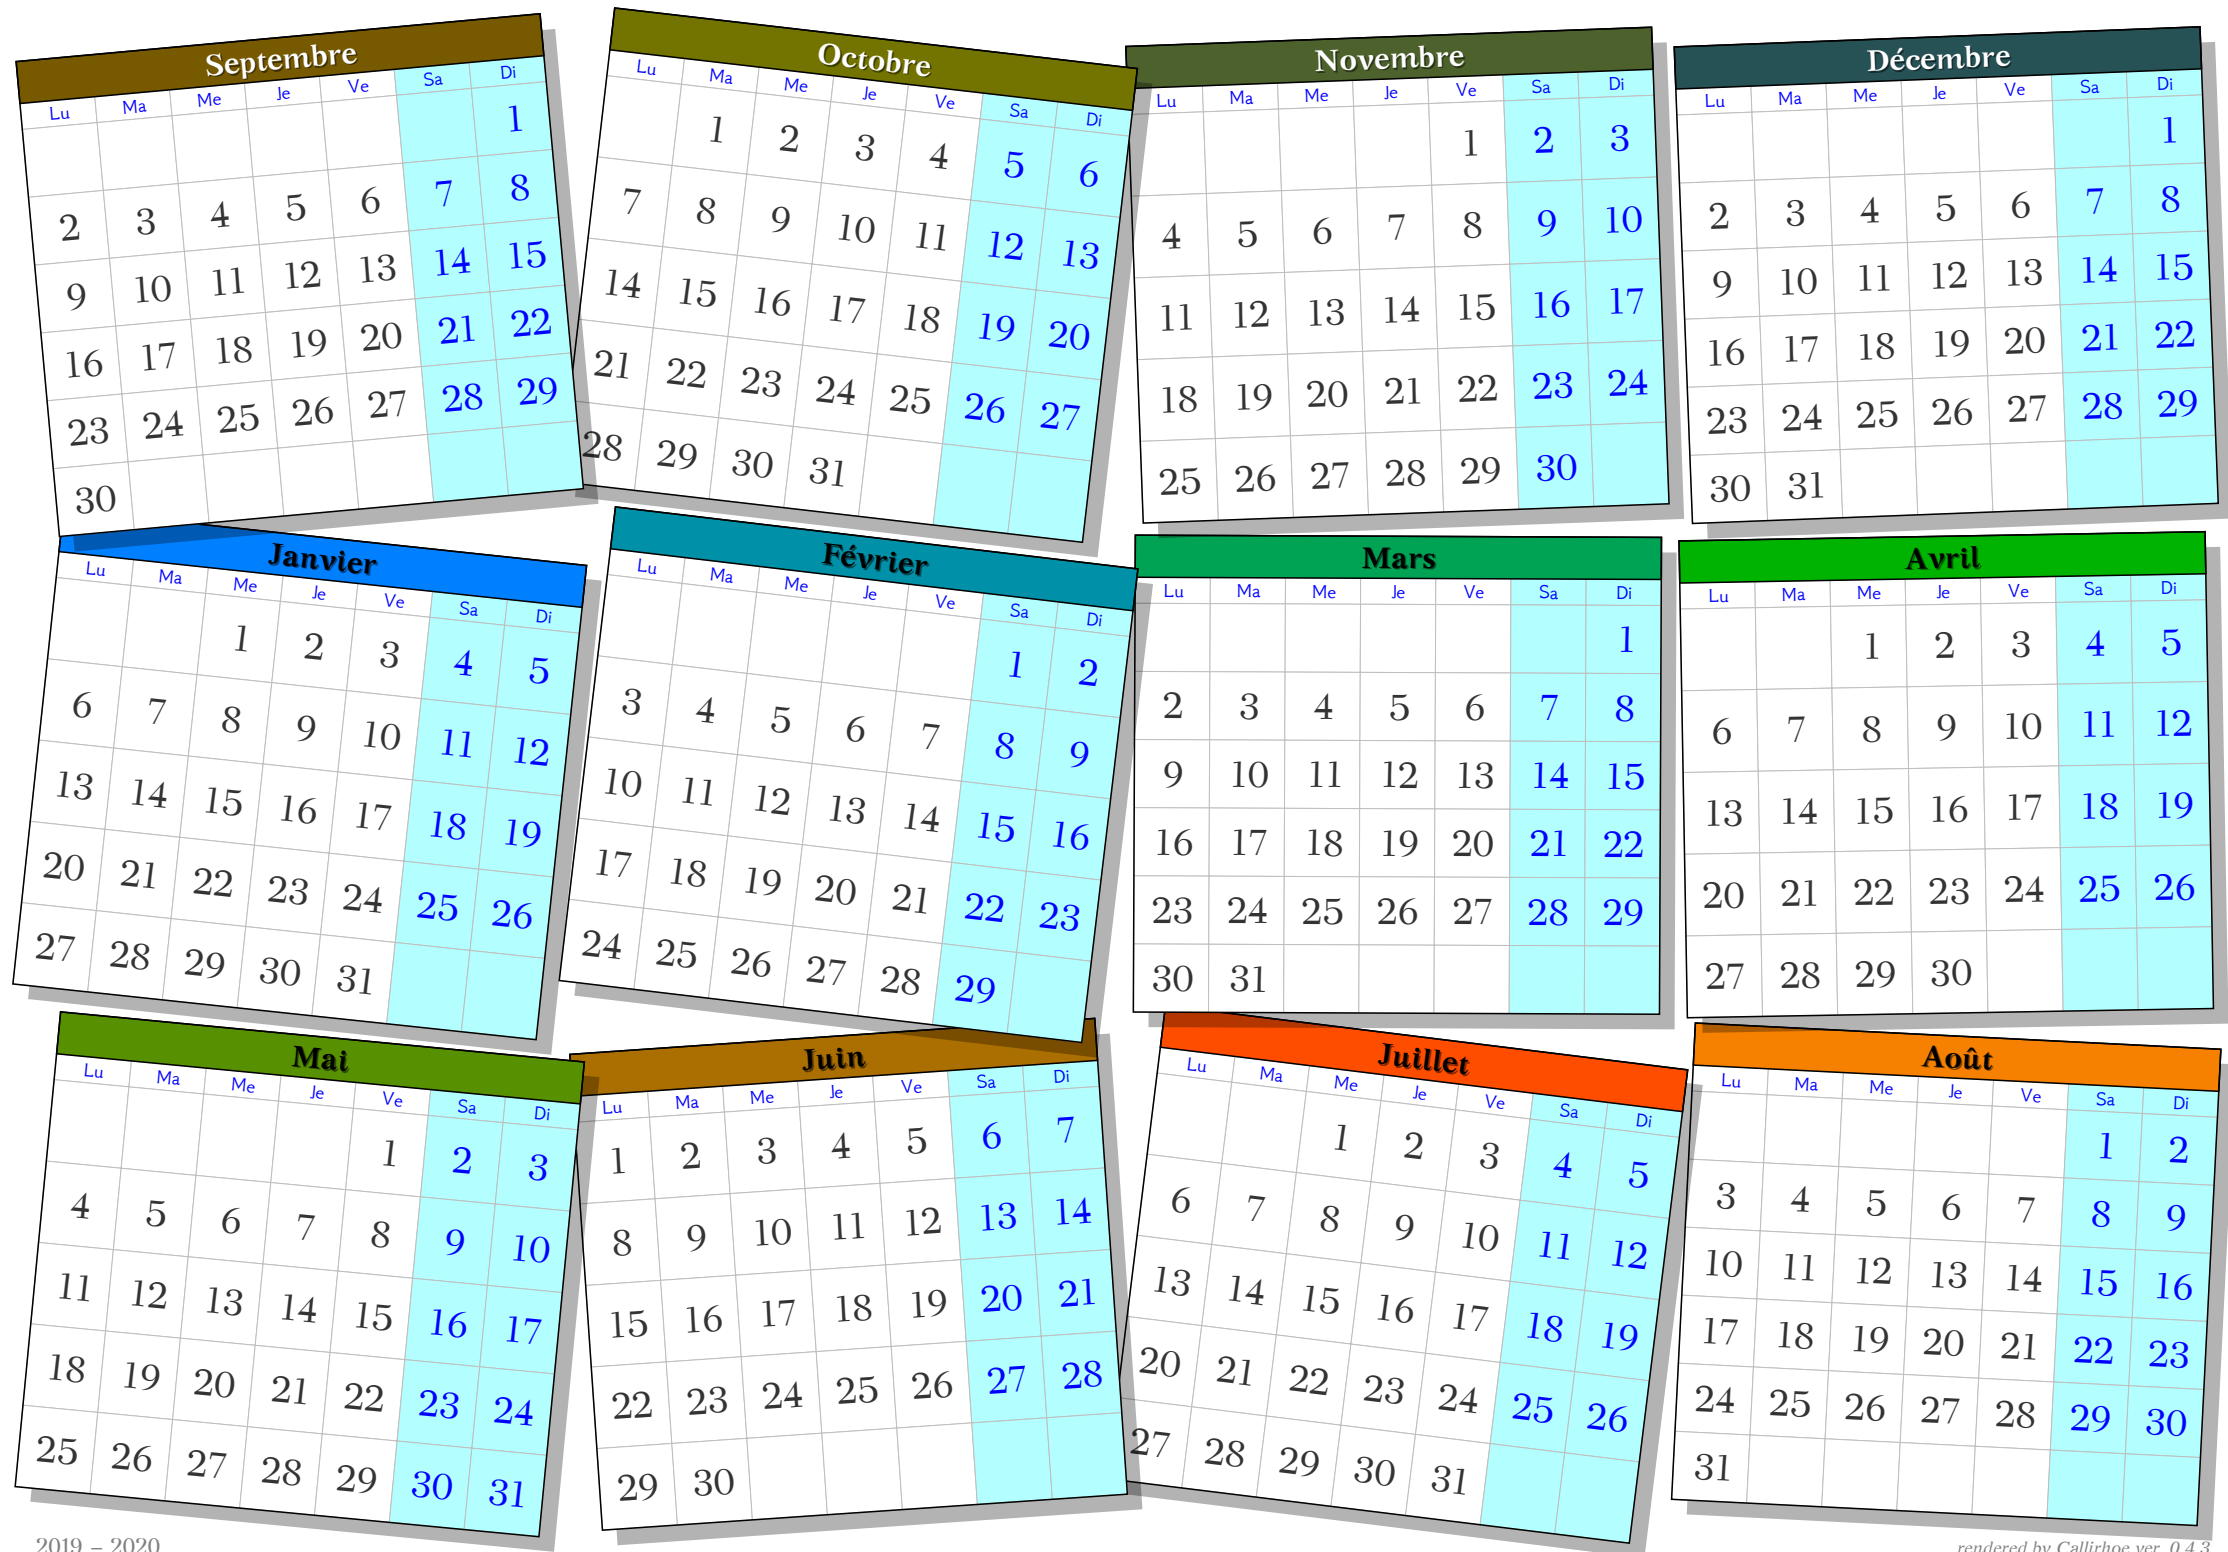 Septembre
Lu Ma Me Je Ve Sa Di
1
2 3 4 5 6 7 8
9 10 11 12 13 14 15
16 17 18 19 20 21 22
23 24 25 26 27 28 29
30
Octobre
Lu Ma Me Je Ve Sa Di
1 2 3 4 5 6
7 8 9 10 11 12 13
14 15 16 17 18 19 20
21 22 23 24 25 26 27
28 29 30 31
Novembre
Lu Ma Me Je Ve Sa Di
1 2 3
4 5 6 7 8 9 10
11 12 13 14 15 16 17
18 19 20 21 22 23 24
25 26 27 28 29 30
Décembre
Lu Ma Me Je Ve Sa Di
1
2 3 4 5 6 7 8
9 10 11 12 13 14 15
16 17 18 19 20 21 22
23 24 25 26 27 28 29
30 31
Janvier
Lu Ma Me Je Ve Sa Di
1 2 3 4 5
6 7 8 9 10 11 12
13 14 15 16 17 18 19
20 21 22 23 24 25 26
27 28 29 30 31
Février
Lu Ma Me Je Ve Sa Di
1 2
3 4 5 6 7 8 9
10 11 12 13 14 15 16
17 18 19 20 21 22 23
24 25 26 27 28 29
Mars
Lu Ma Me Je Ve Sa Di
1
2 3 4 5 6 7 8
9 10 11 12 13 14 15
16 17 18 19 20 21 22
23 24 25 26 27 28 29
30 31
Avril
Lu Ma Me Je Ve Sa Di
1 2 3 4 5
6 7 8 9 10 11 12
13 14 15 16 17 18 19
20 21 22 23 24 25 26
27 28 29 30
Mai
Lu Ma Me Je Ve Sa Di
1 2 3
4 5 6 7 8 9 10
11 12 13 14 15 16 17
18 19 20 21 22 23 24
25 26 27 28 29 30 31
Juin
Lu Ma Me Je Ve Sa Di
1 2 3 4 5 6 7
8 9 10 11 12 13 14
15 16 17 18 19 20 21
22 23 24 25 26 27 28
29 30
Juillet
Lu Ma Me Je Ve Sa Di
1 2 3 4 5
6 7 8 9 10 11 12
13 14 15 16 17 18 19
20 21 22 23 24 25 26
27 28 29 30 31
Août
Lu Ma Me Je Ve Sa Di
1 2
3 4 5 6 7 8 9
10 11 12 13 14 15 16
17 18 19 20 21 22 23
24 25 26 27 28 29 30
31
2019 – 2020
rendered by Callirhoe ver. 0.4.3